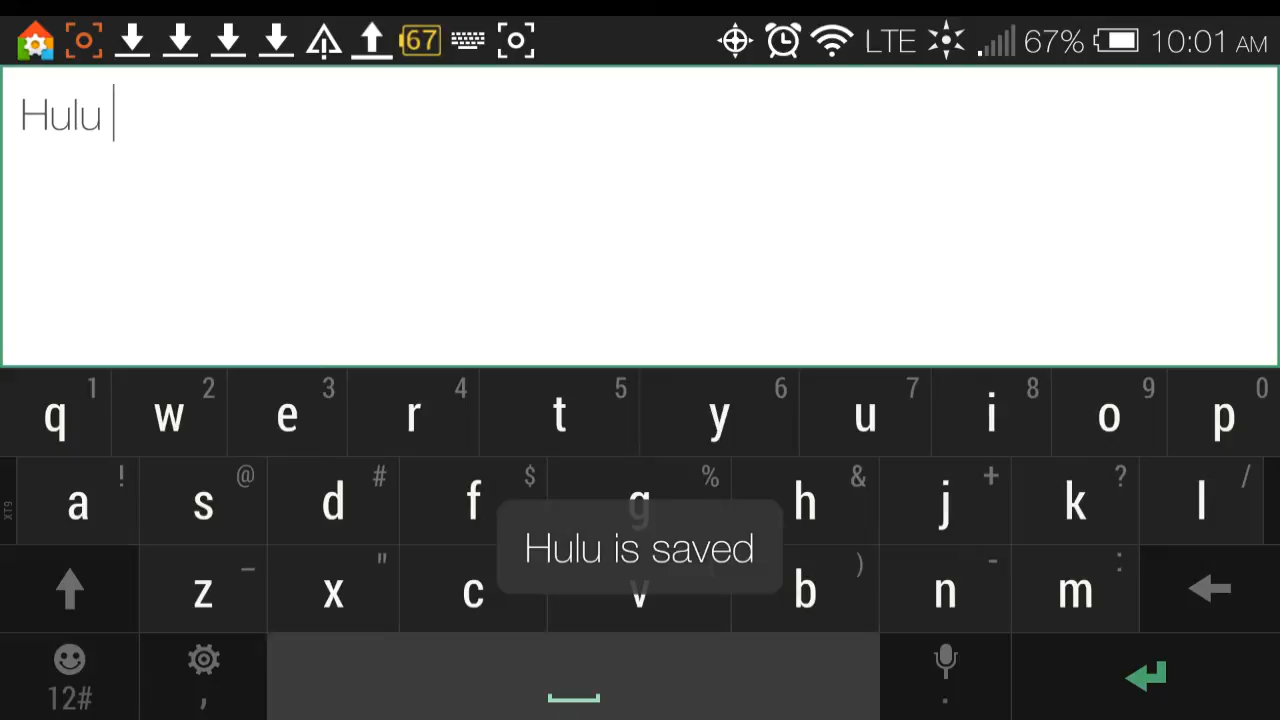 67 LTE 67% 10:01 AM
Hulu
1 2 3 4 5 6 7 8 9 0
q w e r t y u i o p
! @ # $ % & + ? /
XT9 a s d f g h j k l
_ " ) - :
z x c v b n m
12# , .
Hulu is saved